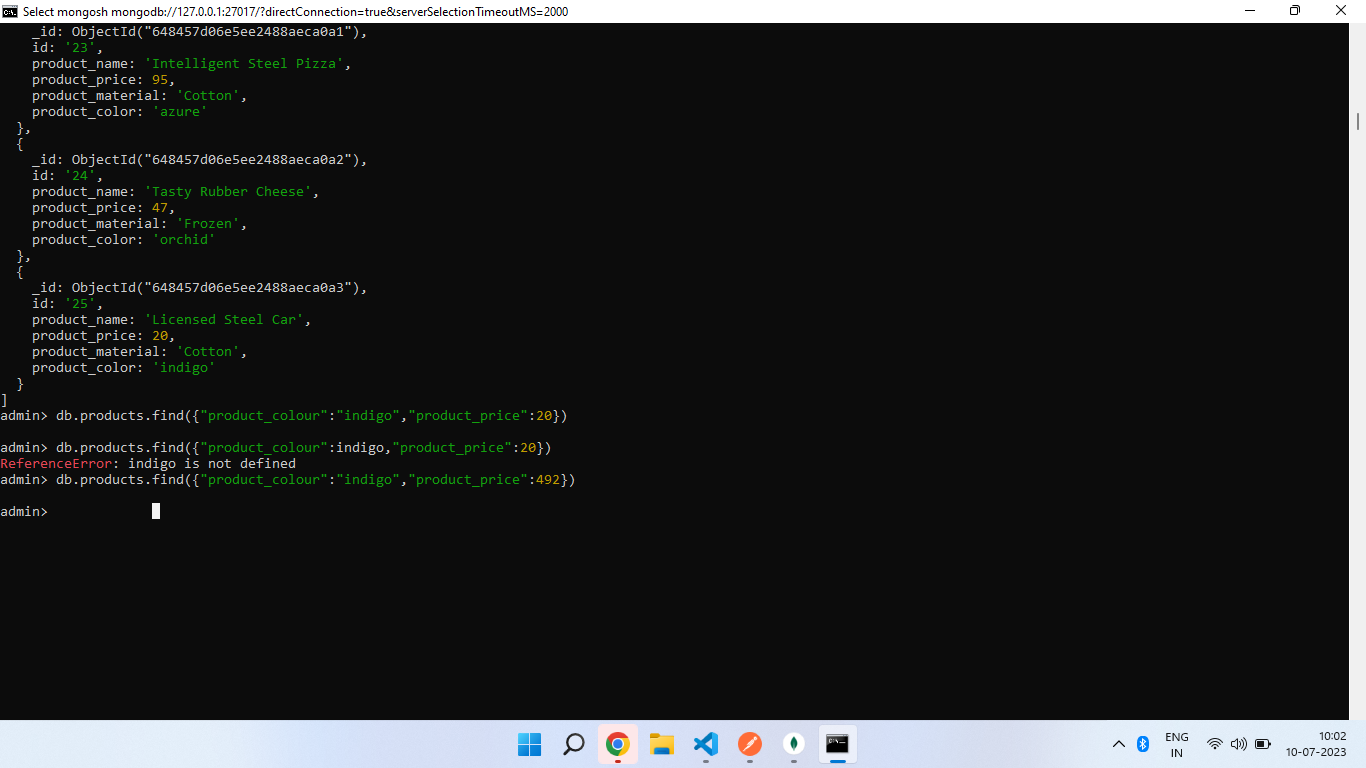 Select mongosh mongodb://127.0.0.1:27017/?directConnection=true&serverSelectionTimeoutMS=2000
_id: ObjectId("648457d06e5ee2488aeca0a1"),
id: '23',
product_name: 'Intelligent Steel Pizza',
product_price: 95,
product_material: 'Cotton',
product_color: 'azure'
},
{
_id: ObjectId("648457d06e5ee2488aeca0a2"),
id: '24',
product_name: 'Tasty Rubber Cheese',
product_price: 47,
product_material: 'Frozen',
product_color: 'orchid'
},
{
_id: ObjectId("648457d06e5ee2488aeca0a3"),
id: '25',
product_name: 'Licensed Steel Car',
product_price: 20,
product_material: 'Cotton',
product_color: 'indigo'
}
]
admin> db.products.find({"product_colour":"indigo","product_price":20})
admin> db.products.find({"product_colour":indigo,"product_price":20})
ReferenceError: indigo is not defined
admin> db.products.find({"product_colour":"indigo","product_price":492})
admin>
ENG
IN
10:02
10-07-2023